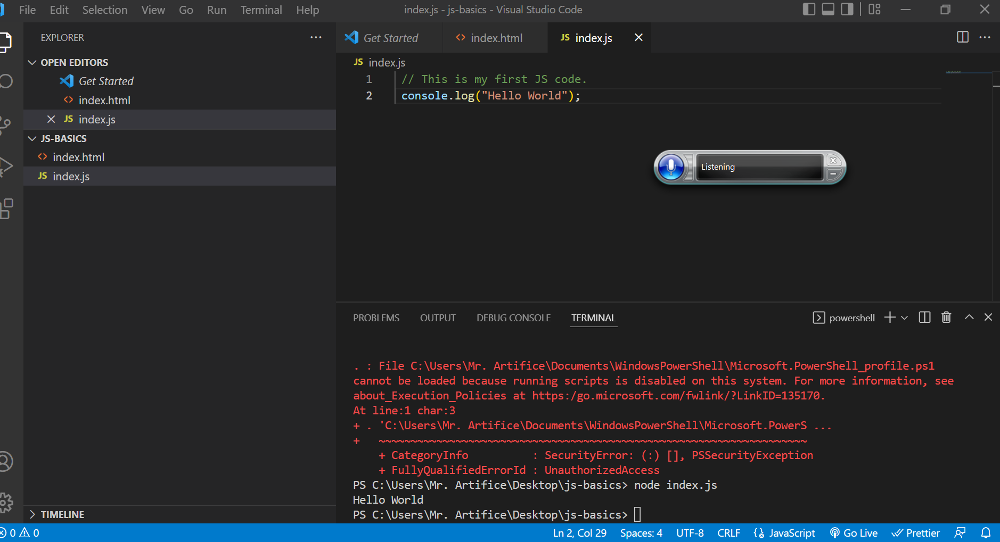 File Edit Selection View Go Run Terminal Help
index.js - js-basics - Visual Studio Code
EXPLORER
OPEN EDITORS
Get Started
index.html
JS index.js
JS-BASICS
index.html
JS index.js
TIMELINE
Get Started index.html JS index.js
JS index.js
1 // This is my first JS code.
2 console.log("Hello World");
Listening
PROBLEMS OUTPUT DEBUG CONSOLE TERMINAL powershell
. : File C:\Users\Mr. Artifice\Documents\WindowsPowerShell\Microsoft.PowerShell_profile.ps1
cannot be loaded because running scripts is disabled on this system. For more information, see
about_Execution_Policies at https:/go.microsoft.com/fwlink/?LinkID=135170.
At line:1 char:3
+ . 'C:\Users\Mr. Artifice\Documents\WindowsPowerShell\Microsoft.PowerS ...
+   ~~~~~~~~~~~~~~~~~~~~~~~~~~~~~~~~~~~~~~~~~~~~~~~~~~~~~~~~~~~~~~~~~~~
    + CategoryInfo          : SecurityError: (:) [], PSSecurityException
    + FullyQualifiedErrorId : UnauthorizedAccess
PS C:\Users\Mr. Artifice\Desktop\js-basics> node index.js
Hello World
PS C:\Users\Mr. Artifice\Desktop\js-basics>
0 0 Ln 2, Col 29 Spaces: 4 UTF-8 CRLF JavaScript Go Live Prettier